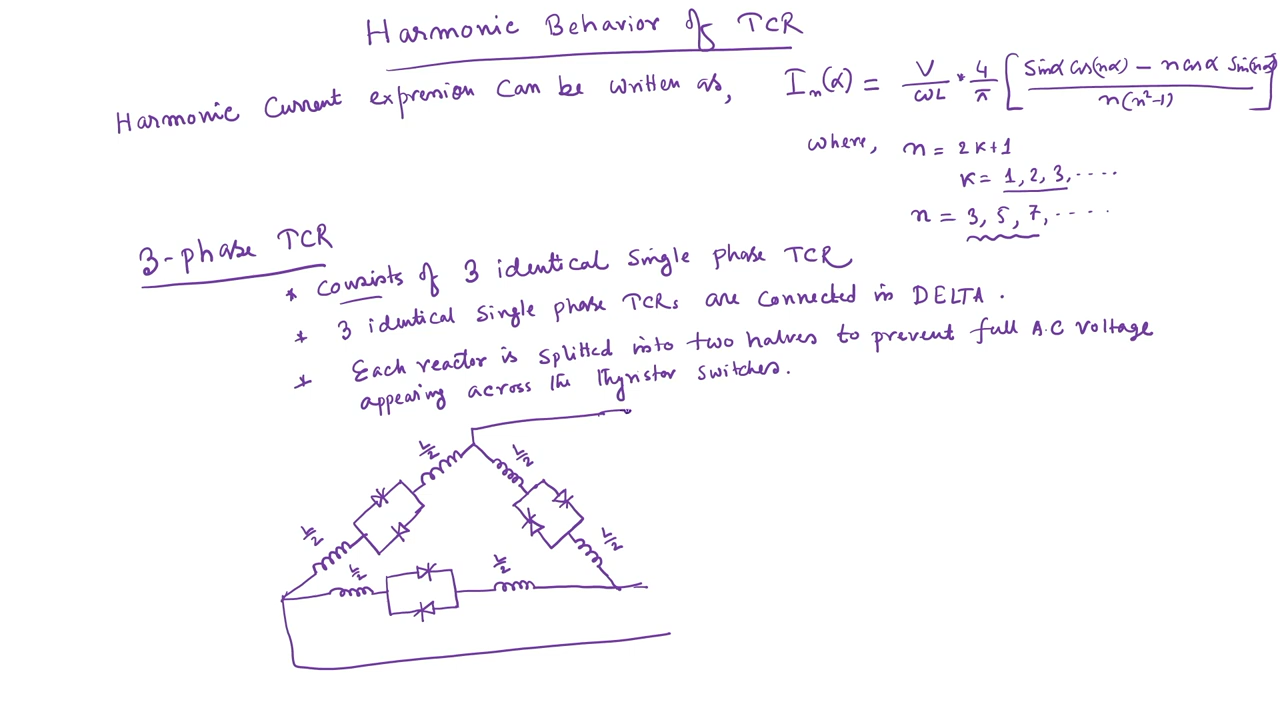 Harmonic Behavior of TCR
Harmonic Current expression can be written as, Iₙ(α) = V/ωL * 4/π [ (sinα cos(nα) − n cosα sin(nα)) / n(n²−1) ]
where, n = 2K+1
K = 1, 2, 3, ....
n = 3, 5, 7, ....
3-phase TCR
* Consists of 3 identical single phase TCR
* 3 identical single phase TCRs are connected in DELTA.
* Each reactor is splitted into two halves to prevent full A.C voltage
appearing across the thyristor switches.
L/2 L/2
L/2 L/2
L/2 L/2